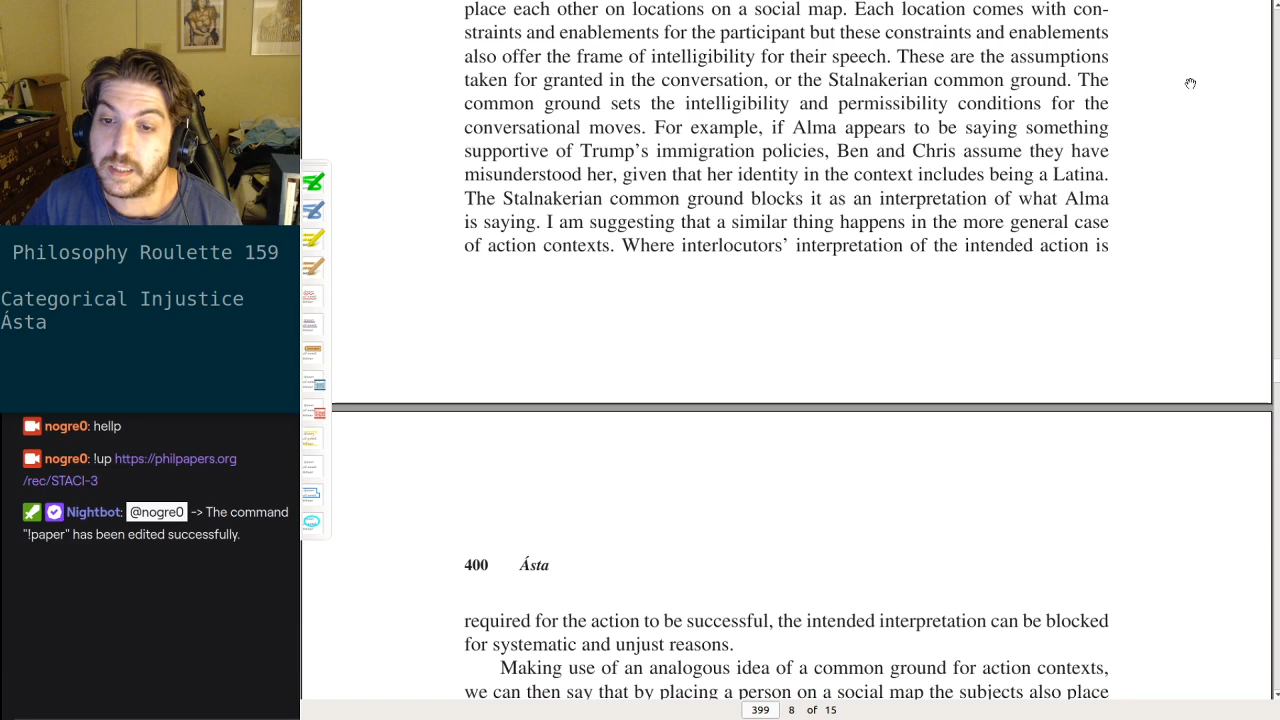 place each other on locations on a social map. Each location comes with con-
straints and enablements for the participant but these constraints and enablements
also offer the frame of intelligibility for their speech. These are the assumptions
taken for granted in the conversation, or the Stalnakerian common ground. The
common ground sets the intelligibility and permissibility conditions for the
conversational moves. For example, if Alma appears to be saying something
supportive of Trump's immigration policies, Ben and Chris assume they have
misunderstood her, given that her identity in the context includes being a Latina.
The Stalnakerian common ground blocks it as an interpretation of what Alma
is saying. I am suggesting that a similar thing happens in the more general case
of action contexts. Where interlocutors' interpretation of the intended action is
400 Ásta
required for the action to be successful, the intended interpretation can be blocked
for systematic and unjust reasons.
Making use of an analogous idea of a common ground for action contexts,
we can then say that by placing a person on a social map the subjects also place
399 8 of 15
Philosophy Roulette 159
Categorical Injustice
Ásta
nogre0: hellp
nogre0: !up https://philpapers.org
/rec/STACI-3
Nightbot: @nogre0 -> The command
"!paper" has been edited successfully.